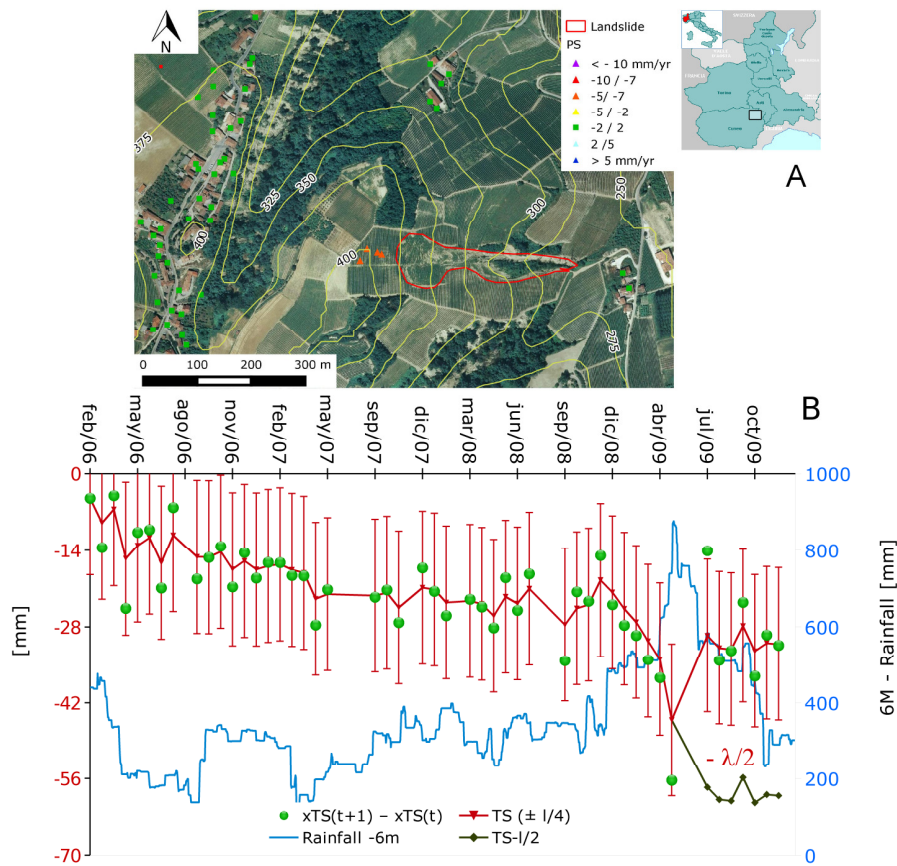 N
Landslide
PS
< - 10 mm/yr
-10 / -7
-5/ -7
-5 / -2
-2 / 2
2 /5
> 5 mm/yr
A
375
325
350
300
250
400
400
275
0 100 200 300 m
B
feb/06 may/06 ago/06 nov/06 feb/07 may/07 sep/07 dic/07 mar/08 jun/08 sep/08 dic/08 abr/09 jul/09 oct/09
0 1000
-14 800
-28 600
-42 400
-56 200
-70 0
[mm]
6M - Rainfall [mm]
- λ/2
xTS(t+1) – xTS(t) TS (± l/4)
Rainfall -6m TS-l/2